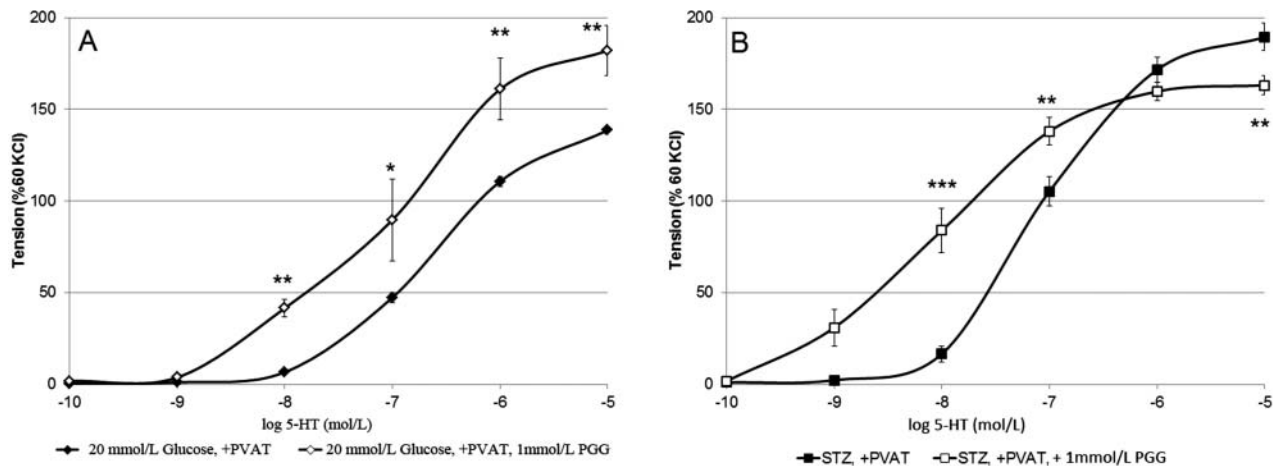 A
200
150
100
50
0
Tension (%60 KCl)
**
*
**
**
-10 -9 -8 -7 -6 -5
log 5-HT (mol/L)
20 mmol/L Glucose, +PVAT 20 mmol/L Glucose, +PVAT, 1mmol/L PGG
B
200
150
100
50
0
Tension (% 60 KCl)
***
**
**
-10 -9 -8 -7 -6 -5
log 5-HT (mol/L)
STZ, +PVAT STZ, +PVAT, + 1mmol/L PGG